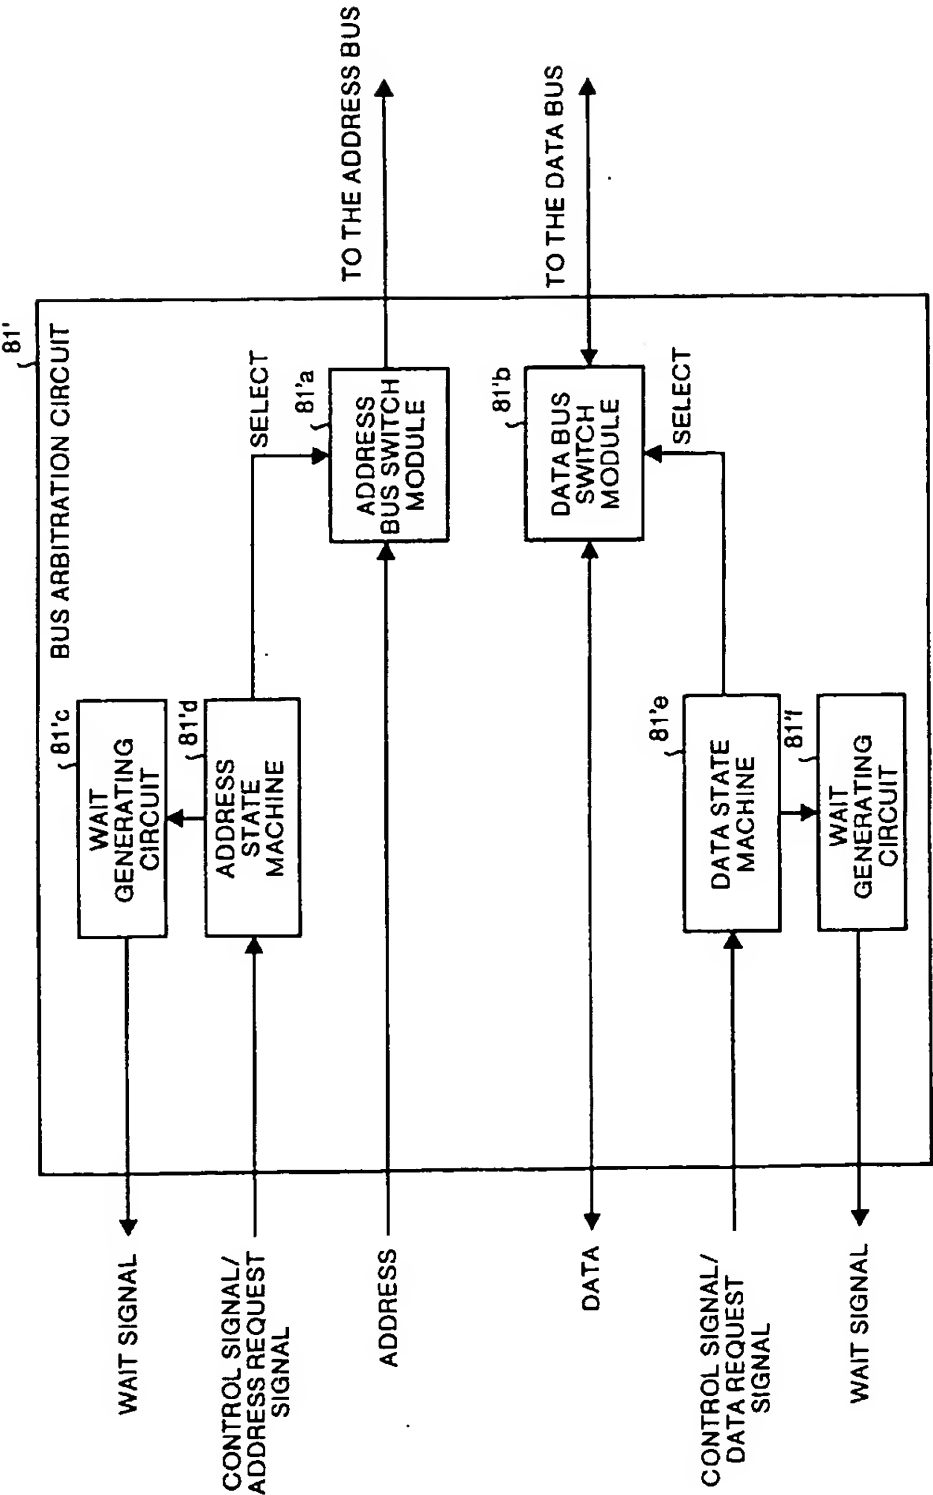 81'
BUS ARBITRATION CIRCUIT
81'c
WAIT
GENERATING
CIRCUIT
WAIT SIGNAL
81'd
ADDRESS
STATE
MACHINE
CONTROL SIGNAL/
ADDRESS REQUEST
SIGNAL
SELECT
81'a
ADDRESS
BUS SWITCH
MODULE
ADDRESS
TO THE ADDRESS BUS
81'b
DATA BUS
SWITCH
MODULE
DATA
TO THE DATA BUS
SELECT
81'e
DATA STATE
MACHINE
CONTROL SIGNAL/
DATA REQUEST
SIGNAL
81'f
WAIT
GENERATING
CIRCUIT
WAIT SIGNAL